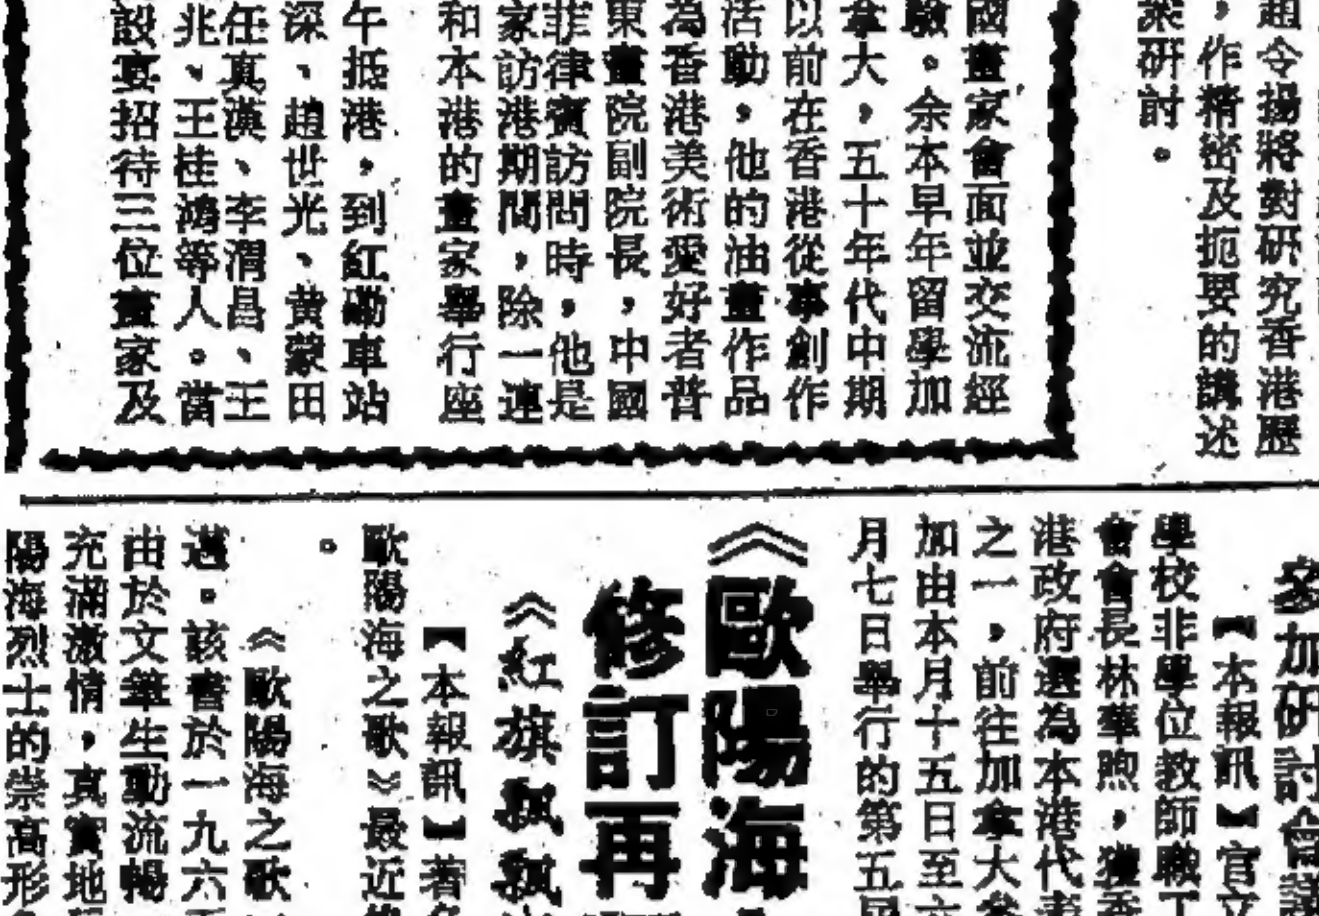 趙令揚將對研究香港歷
，作精密及扼要的講述
研討。
國畫家會面並交流經
驗。余本早年留學加
拿大，五十年代中期
以前在香港從事創作
活動，他的油畫作品
為香港美術愛好者普
東畫院副院長，中國
菲律賓訪問時，他是
家訪港期間，除一連
和本港的畫家舉行座
午抵港，到紅磡車站
深、趙世光、黃蒙田
任真漢、李潤昌、王
兆、王桂鴻等人。當
設宴招待三位畫家及
參加研討會議
【本報訊】官立
學校非學位教師職工
會會長林華煦，獲香
港政府選為本港代表
之一，前往加拿大參
加由本月十五日至六
月七日舉行的第五屆
《歐陽海
修訂再
《紅旗飄飄
【本報訊】著名
歐陽海之歌》最近
。
《歐陽海之歌
邁。該書於一九六
由於文筆生動流暢
充滿激情，真實地
陽海烈士的崇高形